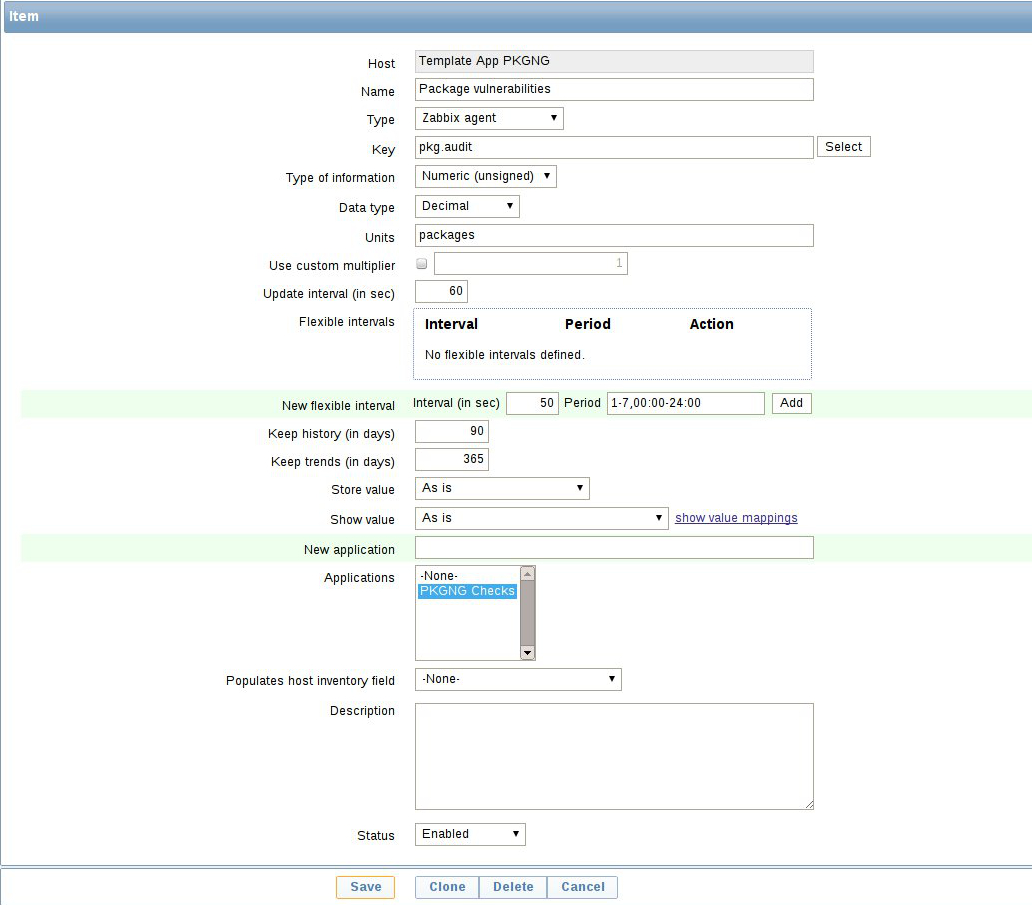 Item
Host Template App PKGNG
Name Package vulnerabilities
Type Zabbix agent
Key pkg.audit Select
Type of information Numeric (unsigned)
Data type Decimal
Units packages
Use custom multiplier 1
Update interval (in sec) 60
Flexible intervals Interval Period Action
No flexible intervals defined.
New flexible interval Interval (in sec) 50 Period 1-7,00:00-24:00 Add
Keep history (in days) 90
Keep trends (in days) 365
Store value As is
Show value As is show value mappings
New application
Applications -None-
PKGNG Checks
Populates host inventory field -None-
Description
Status Enabled
Save Clone Delete Cancel